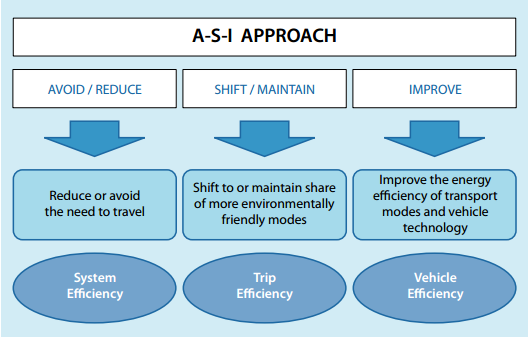 A-S-I APPROACH
AVOID / REDUCE
SHIFT / MAINTAIN
IMPROVE
Reduce or avoid
the need to travel
Shift to or maintain share
of more environmentally
friendly modes
Improve the energy
efficiency of transport
modes and vehicle
technology
System
Efficiency
Trip
Efficiency
Vehicle
Efficiency